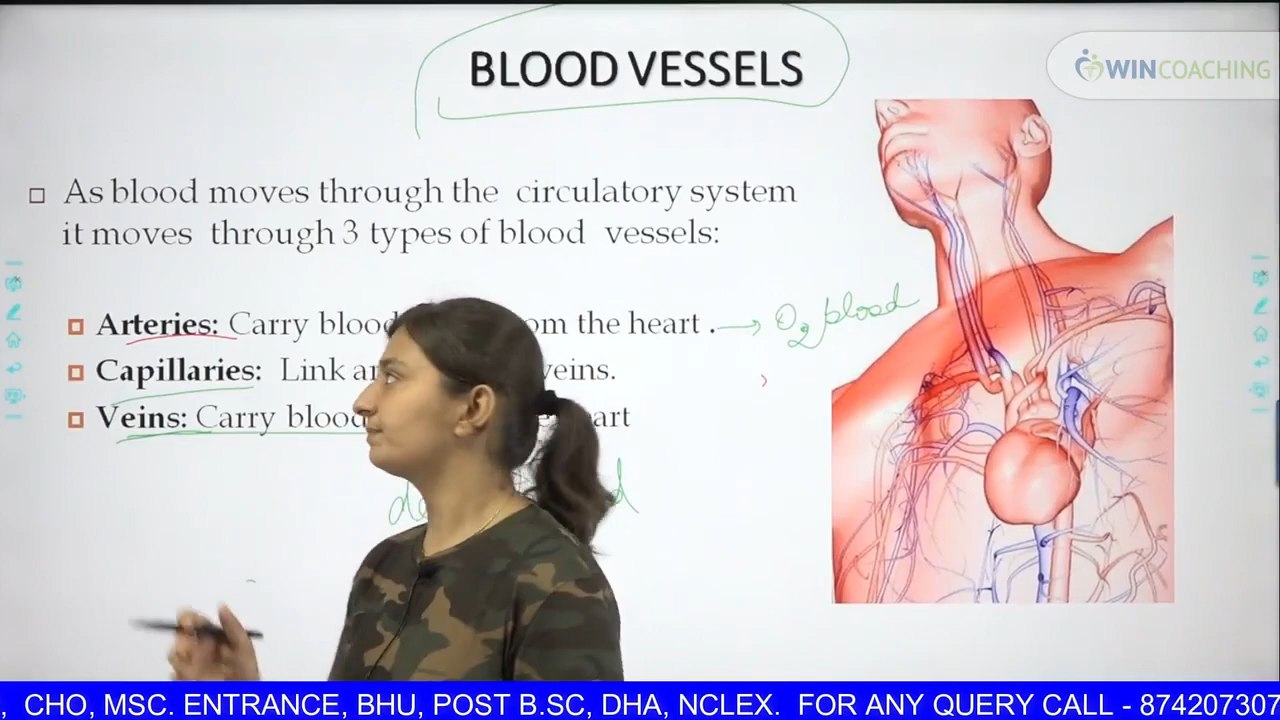 BLOOD VESSELS
WINCOACHING
As blood moves through the circulatory system
it moves through 3 types of blood vessels:
Arteries: Carry blood om the heart . → O2 blood
Capillaries: Link ar veins.
Veins: Carry blood art
CHO, MSC. ENTRANCE, BHU, POST B.SC, DHA, NCLEX. FOR ANY QUERY CALL - 874207307